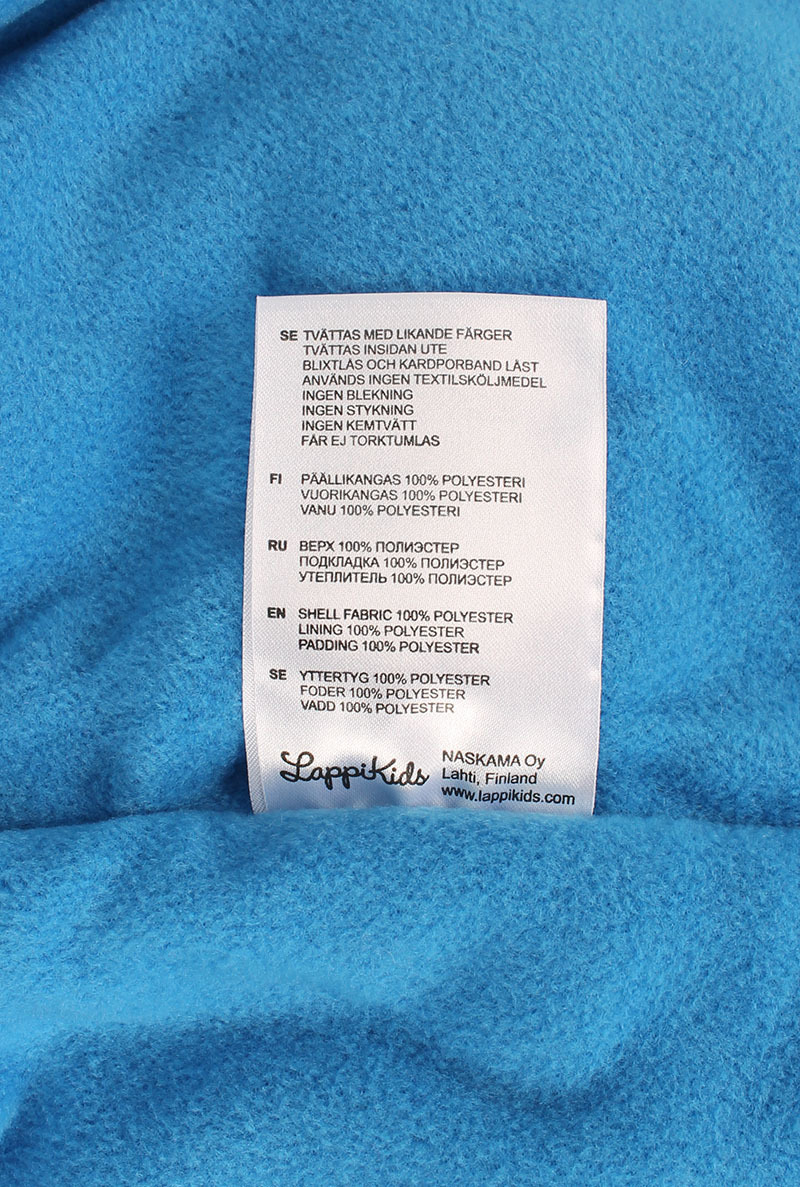 SE TVÄTTAS MED LIKANDE FÄRGER
TVÄTTAS INSIDAN UTE
BLIXTLÅS OCH KARDPORBAND LÅST
ANVÄNDS INGEN TEXTILSKÖLJMEDEL
INGEN BLEKNING
INGEN STYKNING
INGEN KEMTVÄTT
FÅR EJ TORKTUMLAS
FI PÄÄLLIKANGAS 100% POLYESTERI
VUORIKANGAS 100% POLYESTERI
VANU 100% POLYESTERI
RU ВЕРХ 100% ПОЛИЭСТЕР
ПОДКЛАДКА 100% ПОЛИЭСТЕР
УТЕПЛИТЕЛЬ 100% ПОЛИЭСТЕР
EN SHELL FABRIC 100% POLYESTER
LINING 100% POLYESTER
PADDING 100% POLYESTER
SE YTTERTYG 100% POLYESTER
FODER 100% POLYESTER
VADD 100% POLYESTER
LappiKids
NASKAMA Oy
Lahti, Finland
www.lappikids.com